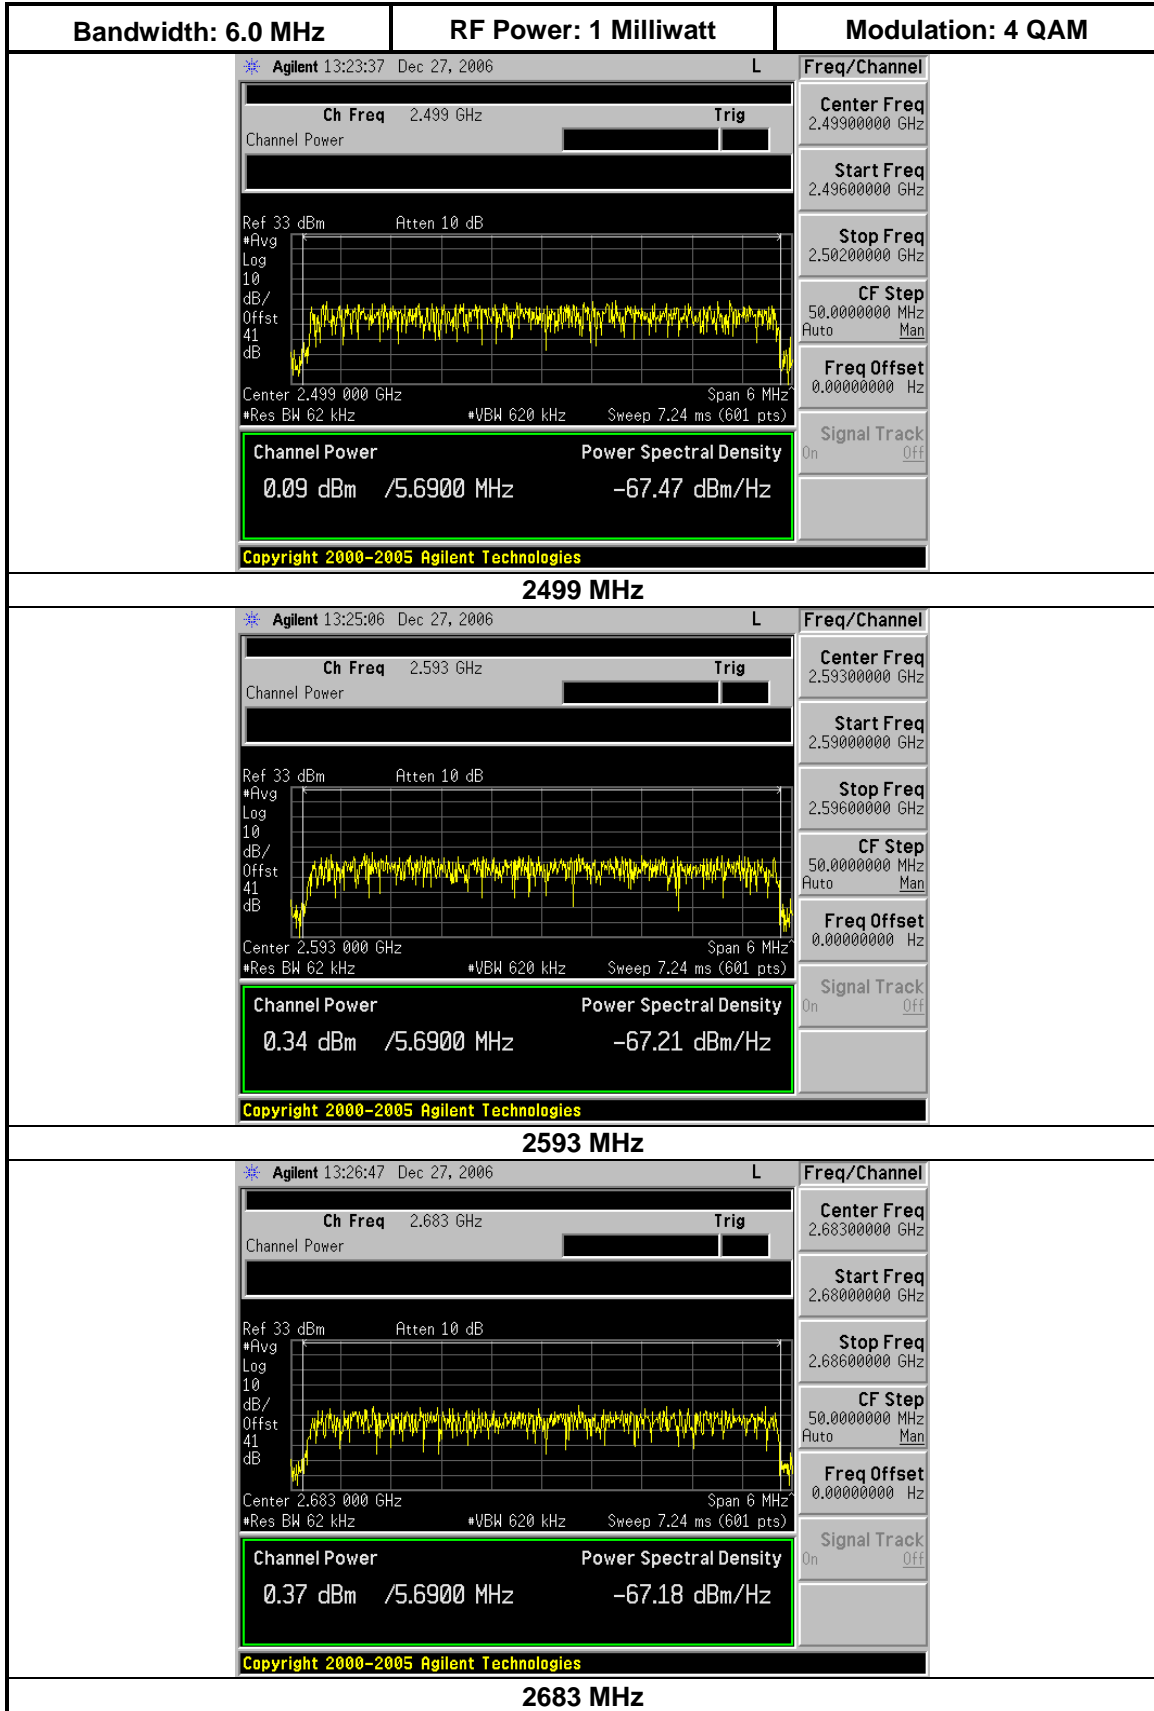 Bandwidth: 6.0 MHz RF Power: 1 Milliwatt Modulation: 4 QAM
Agilent 13:23:37 Dec 27, 2006 L Freq/Channel
Ch Freq 2.499 GHz Trig
Channel Power
Center Freq
2.49900000 GHz
Start Freq
2.49600000 GHz
Stop Freq
2.50200000 GHz
CF Step
50.0000000 MHz
Auto Man
Freq Offset
0.00000000 Hz
Signal Track
On Off
Ref 33 dBm Atten 10 dB
#Avg
Log
10
dB/
Offst
41
dB
Center 2.499 000 GHz Span 6 MHz^
#Res BW 62 kHz #VBW 620 kHz Sweep 7.24 ms (601 pts)
Channel Power Power Spectral Density
0.09 dBm /5.6900 MHz -67.47 dBm/Hz
Copyright 2000-2005 Agilent Technologies
2499 MHz
Agilent 13:25:06 Dec 27, 2006 L Freq/Channel
Ch Freq 2.593 GHz Trig
Channel Power
Center Freq
2.59300000 GHz
Start Freq
2.59000000 GHz
Stop Freq
2.59600000 GHz
CF Step
50.0000000 MHz
Auto Man
Freq Offset
0.00000000 Hz
Signal Track
On Off
Ref 33 dBm Atten 10 dB
#Avg
Log
10
dB/
Offst
41
dB
Center 2.593 000 GHz Span 6 MHz^
#Res BW 62 kHz #VBW 620 kHz Sweep 7.24 ms (601 pts)
Channel Power Power Spectral Density
0.34 dBm /5.6900 MHz -67.21 dBm/Hz
Copyright 2000-2005 Agilent Technologies
2593 MHz
Agilent 13:26:47 Dec 27, 2006 L Freq/Channel
Ch Freq 2.683 GHz Trig
Channel Power
Center Freq
2.68300000 GHz
Start Freq
2.68000000 GHz
Stop Freq
2.68600000 GHz
CF Step
50.0000000 MHz
Auto Man
Freq Offset
0.00000000 Hz
Signal Track
On Off
Ref 33 dBm Atten 10 dB
#Avg
Log
10
dB/
Offst
41
dB
Center 2.683 000 GHz Span 6 MHz^
#Res BW 62 kHz #VBW 620 kHz Sweep 7.24 ms (601 pts)
Channel Power Power Spectral Density
0.37 dBm /5.6900 MHz -67.18 dBm/Hz
Copyright 2000-2005 Agilent Technologies
2683 MHz